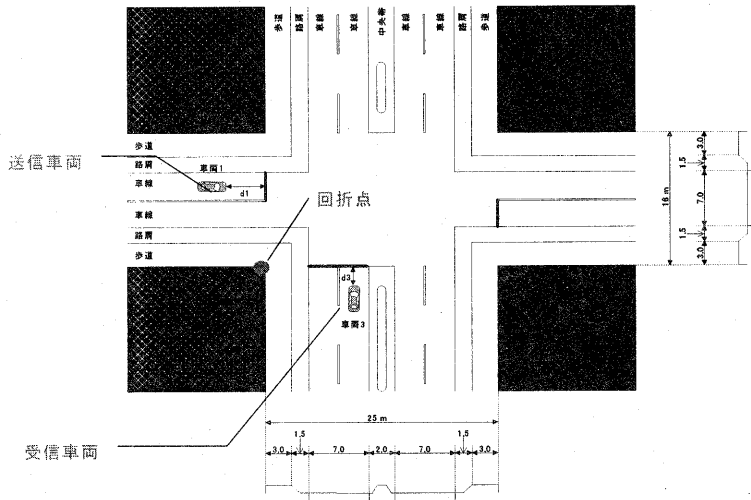 歩道
路肩
車線
車線
中央帯
車線
車線
路肩
歩道
歩道
路肩
車線
車線
路肩
歩道
送信車両
車両1
d1
回折点
d3
車両3
受信車両
3.0
1.5
7.0
1.5
3.0
16 m
25 m
3.0
1.5
7.0
2.0
7.0
1.5
3.0